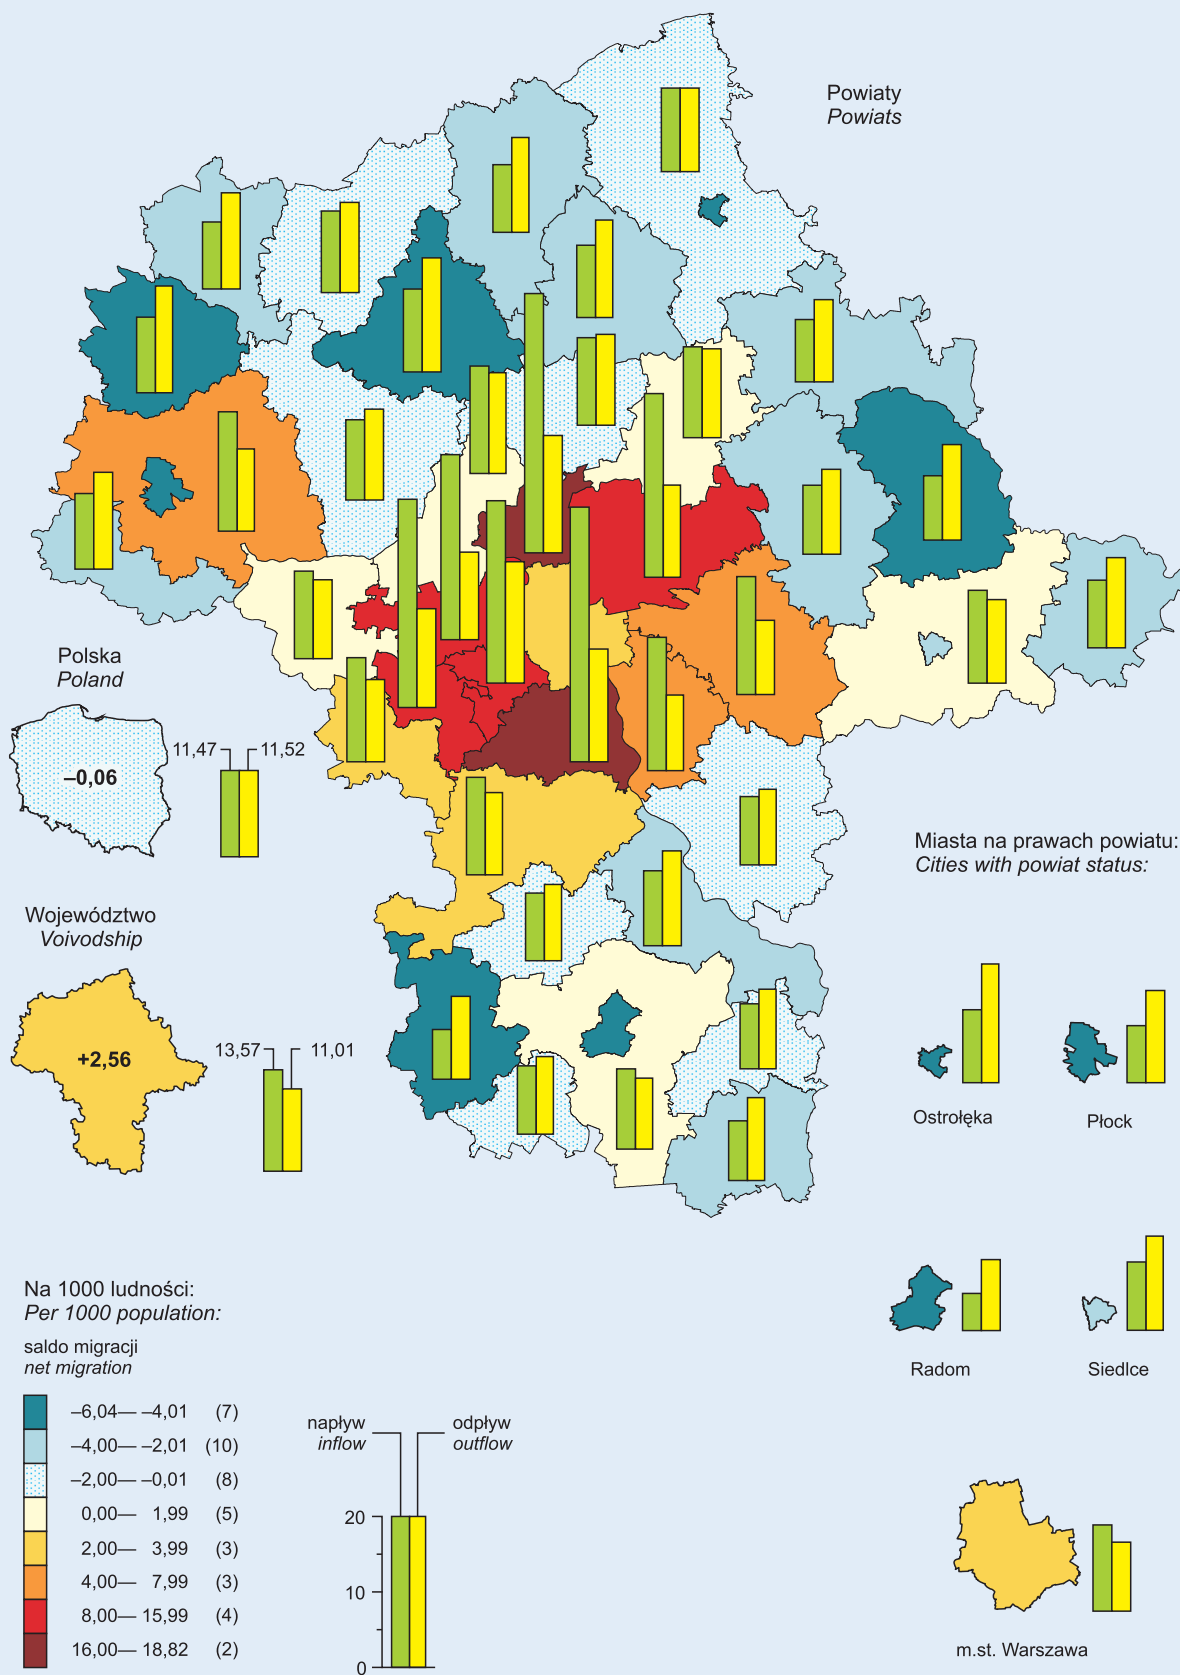 Powiaty
Powiats
Polska
Poland
–0,06
11,47
11,52
Województwo
Voivodship
+2,56
13,57
11,01
Miasta na prawach powiatu:
Cities with powiat status:
Ostrołęka
Płock
Radom
Siedlce
m.st. Warszawa
Na 1000 ludności:
Per 1000 population:
saldo migracji
net migration
–6,04— –4,01 (7)
–4,00— –2,01 (10)
–2,00— –0,01 (8)
0,00— 1,99 (5)
2,00— 3,99 (3)
4,00— 7,99 (3)
8,00— 15,99 (4)
16,00— 18,82 (2)
napływ
inflow
odpływ
outflow
20
10
0